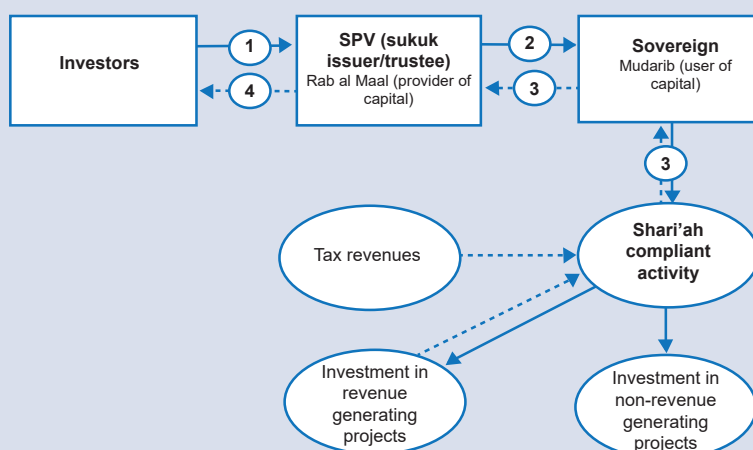 Investors
1
4
SPV (sukuk
issuer/trustee)
Rab al Maal (provider of
capital)
2
3
Sovereign
Mudarib (user of
capital)
3
Tax revenues
Shari'ah
compliant
activity
Investment in
revenue
generating
projects
Investment in
non-revenue
generating
projects